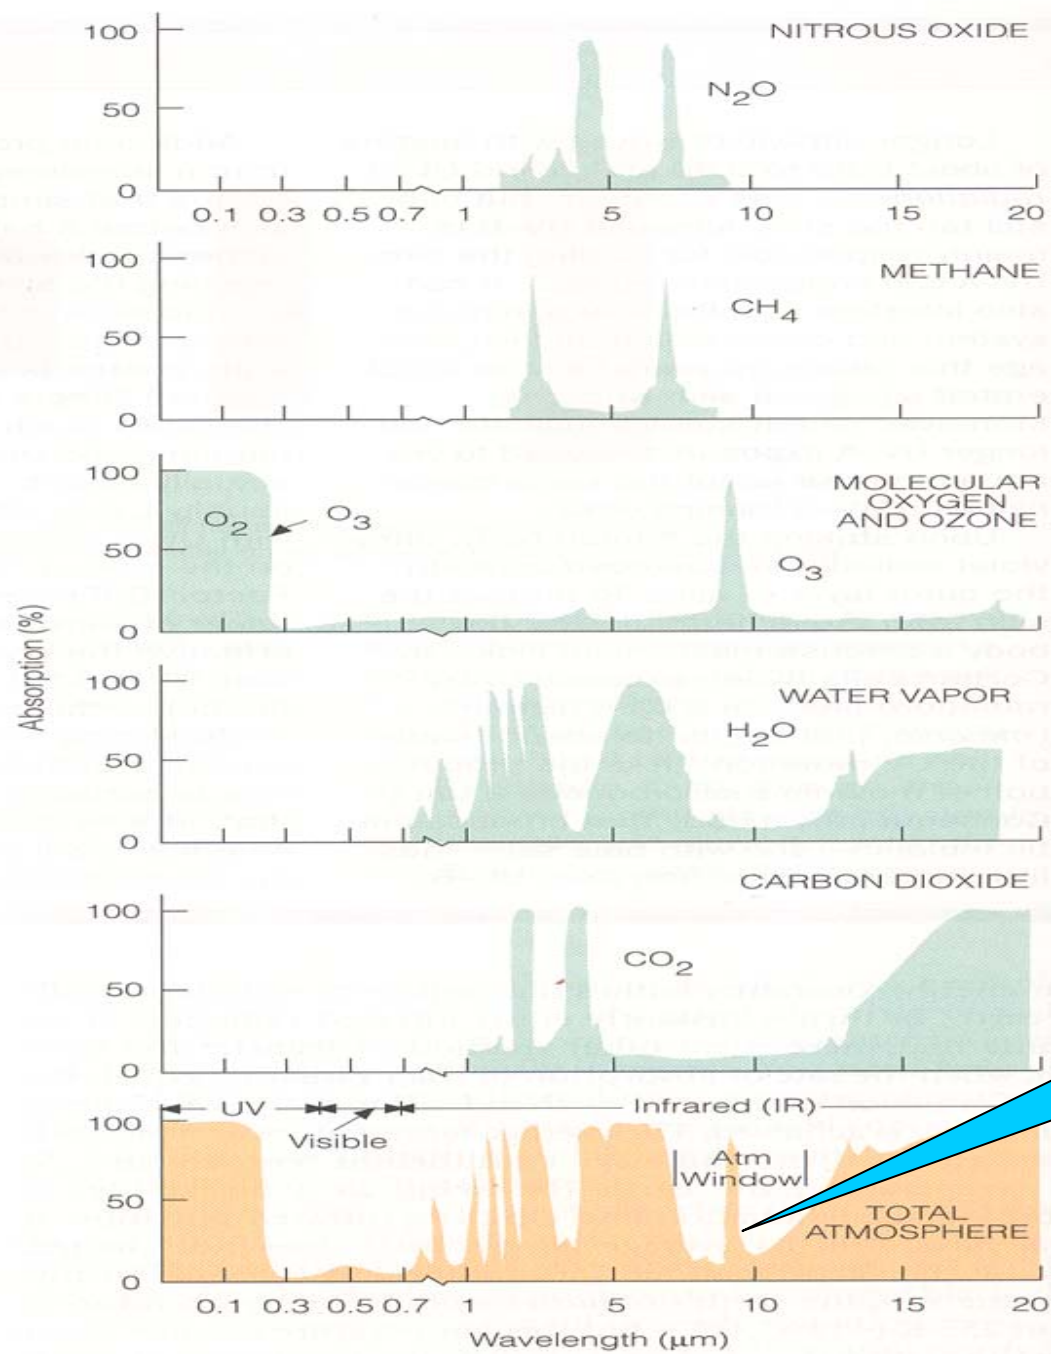 NITROUS OXIDE
100
N₂O
50
0
0.1 0.3 0.5 0.7 1 5 10 15 20
METHANE
100
CH₄
50
0
MOLECULAR
OXYGEN
AND OZONE
100
O₂
O₃
50
O₃
0
Absorption (%)
WATER VAPOR
100
H₂O
50
0
CARBON DIOXIDE
100
CO₂
50
0
UV
Visible
Infrared (IR)
100
Atm
Window
50
TOTAL
ATMOSPHERE
0
0.1 0.3 0.5 0.7 1 5 10 15 20
Wavelength (μm)